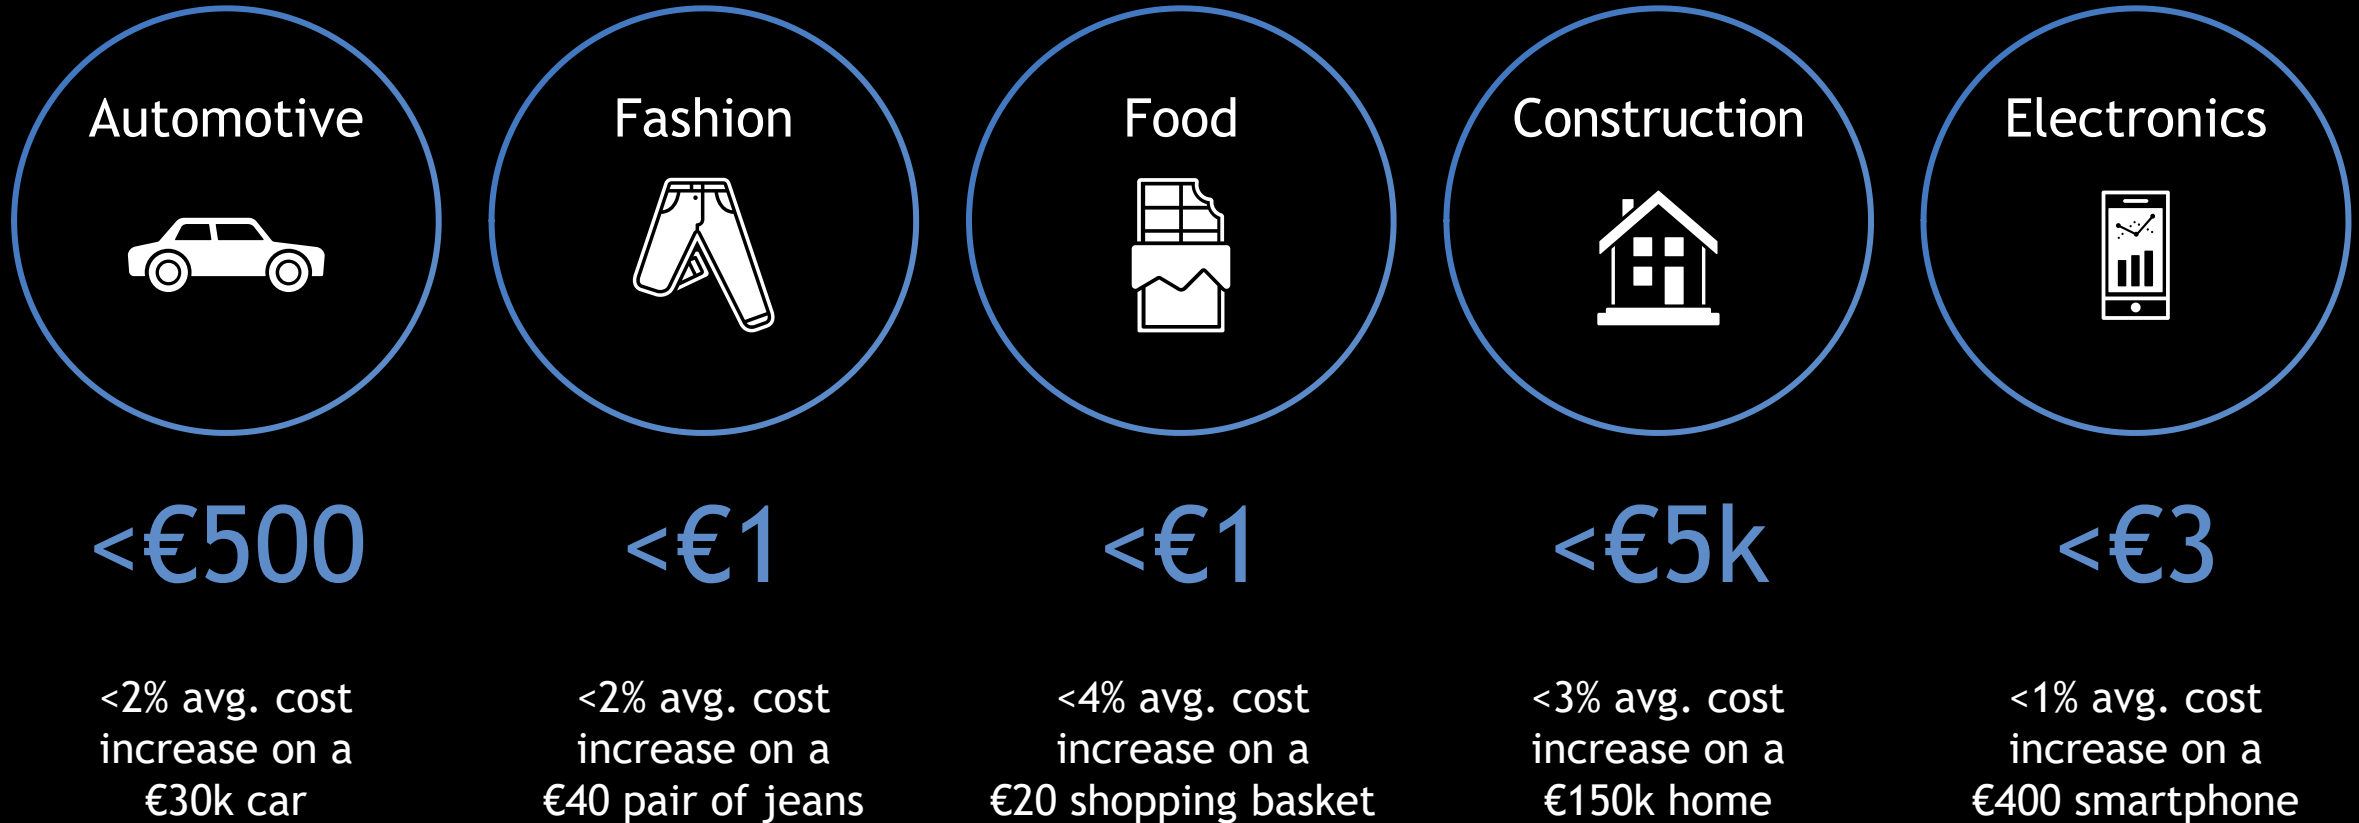 Automotive
<€500
<2% avg. cost
increase on a
€30k car
Fashion
<€1
<2% avg. cost
increase on a
€40 pair of jeans
Food
<€1
<4% avg. cost
increase on a
€20 shopping basket
Construction
<€5k
<3% avg. cost
increase on a
€150k home
Electronics
<€3
<1% avg. cost
increase on a
€400 smartphone